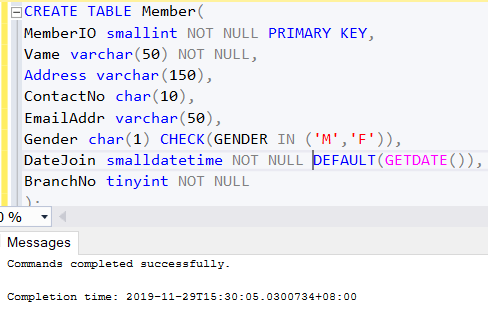 CREATE TABLE Member(
MemberIO smallint NOT NULL PRIMARY KEY,
Vame varchar(50) NOT NULL,
Address varchar(150),
ContactNo char(10),
EmailAddr varchar(50),
Gender char(1) CHECK(GENDER IN ('M','F')),
DateJoin smalldatetime NOT NULL DEFAULT(GETDATE()),
BranchNo tinyint NOT NULL
);
0 %
Messages
Commands completed successfully.
Completion time: 2019-11-29T15:30:05.0300734+08:00